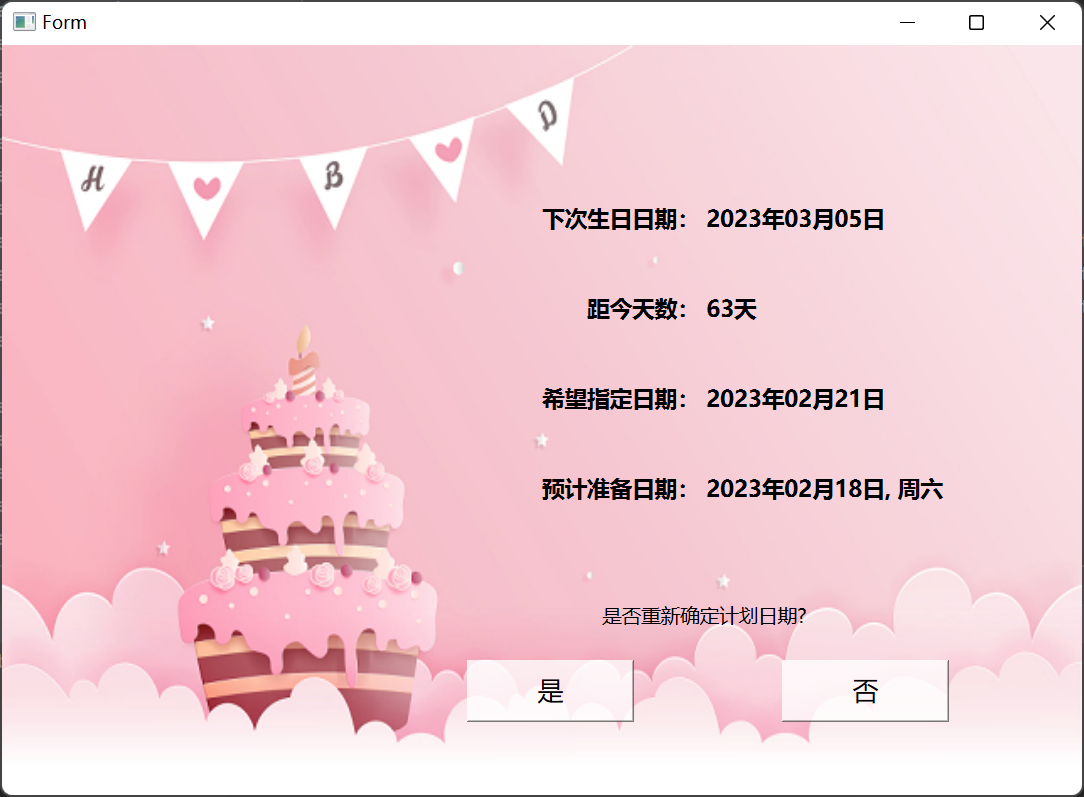 Form
H
B
D
下次生日日期： 2023年03月05日
距今天数： 63天
希望指定日期： 2023年02月21日
预计准备日期： 2023年02月18日, 周六
是否重新确定计划日期?
是
否